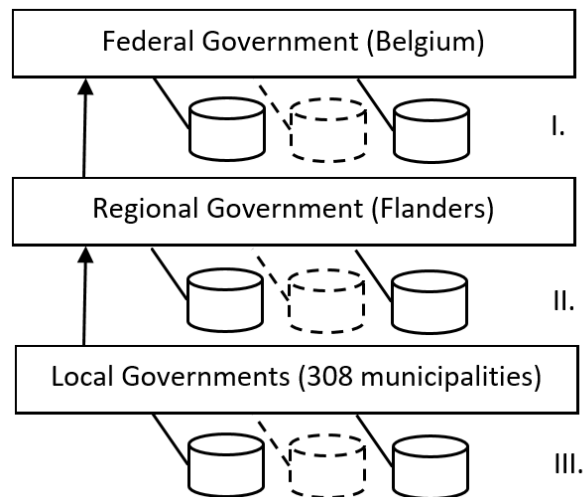 Federal Government (Belgium)
I.
Regional Government (Flanders)
II.
Local Governments (308 municipalities)
III.